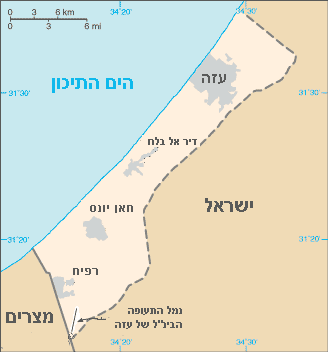 0 3 6 km
0 3 6 mi
34°20'
34°30'
31°30'
31°30'
הים התיכון
עזה
דיר אל בלח
ישראל
חאן יונס
31°20'
31°20'
רפיח
מצרים
נמל התעופה
הבינ"ל של עזה
34°20'
34°30'